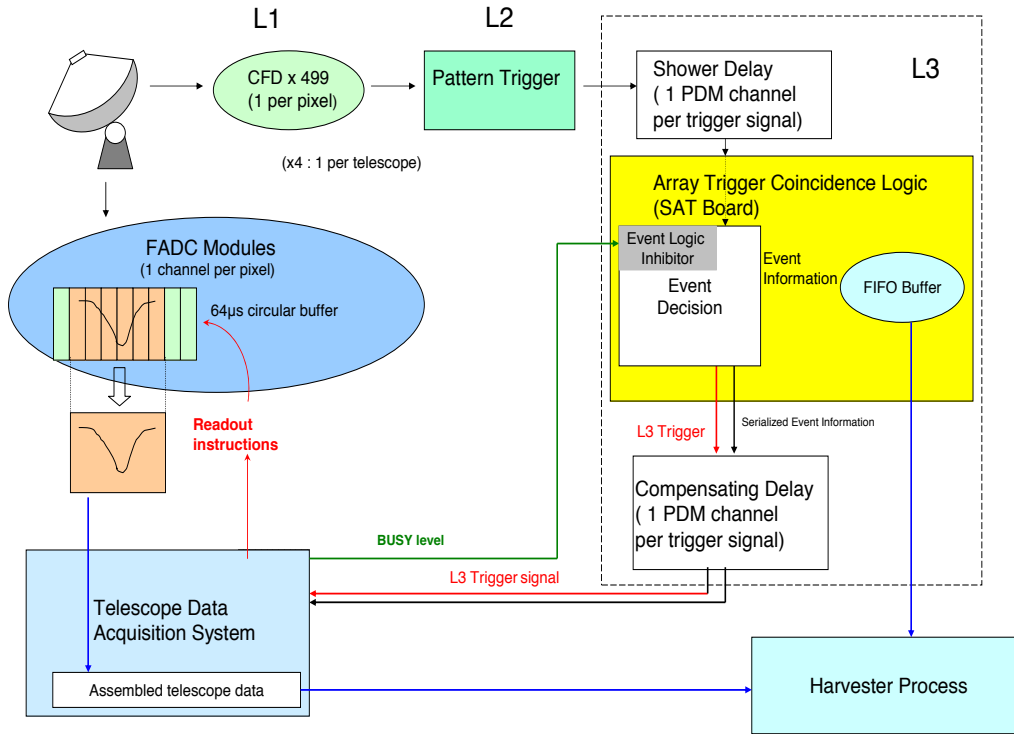 L1
L2
L3
CFD x 499
(1 per pixel)
Pattern Trigger
Shower Delay
( 1 PDM channel
per trigger signal)
(x4 : 1 per telescope)
Array Trigger Coincidence Logic
(SAT Board)
Event Logic
Inhibitor
Event
Decision
Event
Information
FIFO Buffer
FADC Modules
(1 channel per pixel)
64µs circular buffer
Readout
instructions
L3 Trigger
Serialized Event Information
Compensating Delay
( 1 PDM channel
per trigger signal)
BUSY level
L3 Trigger signal
Telescope Data
Acquisition System
Assembled telescope data
Harvester Process